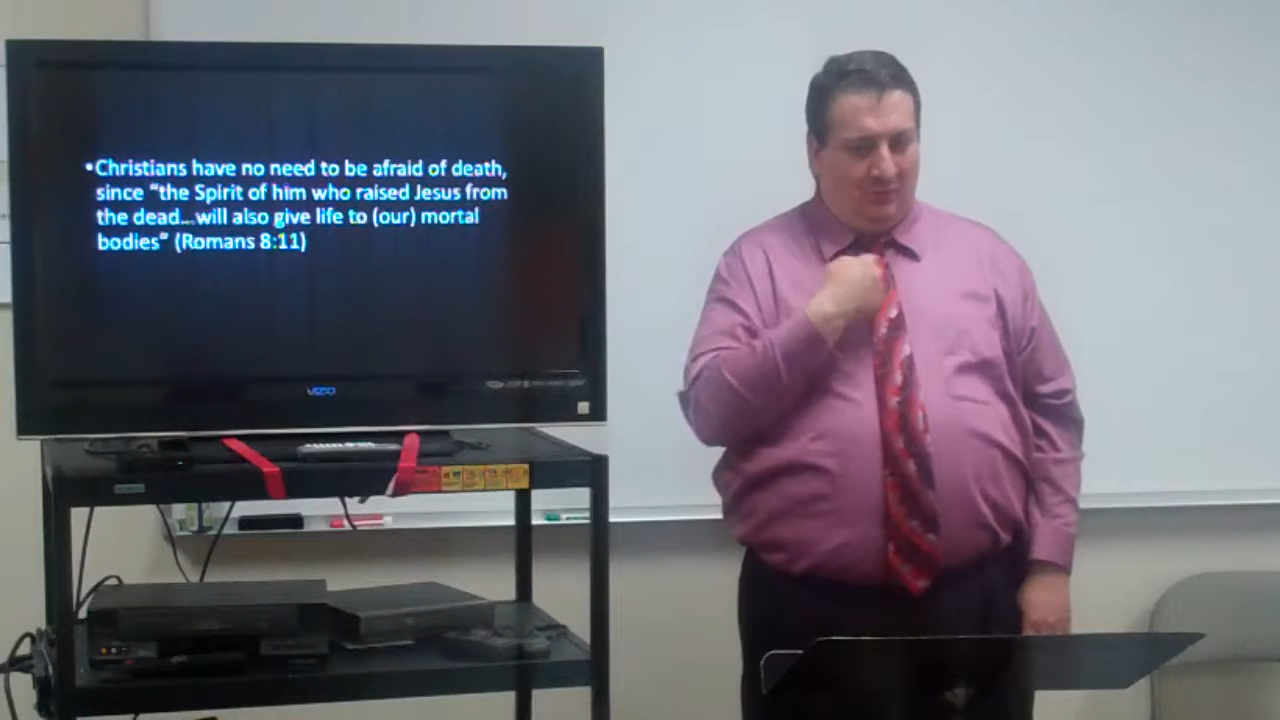 •Christians have no need to be afraid of death,
since “the Spirit of him who raised Jesus from
the dead...will also give life to (our) mortal
bodies” (Romans 8:11)
VIZIO